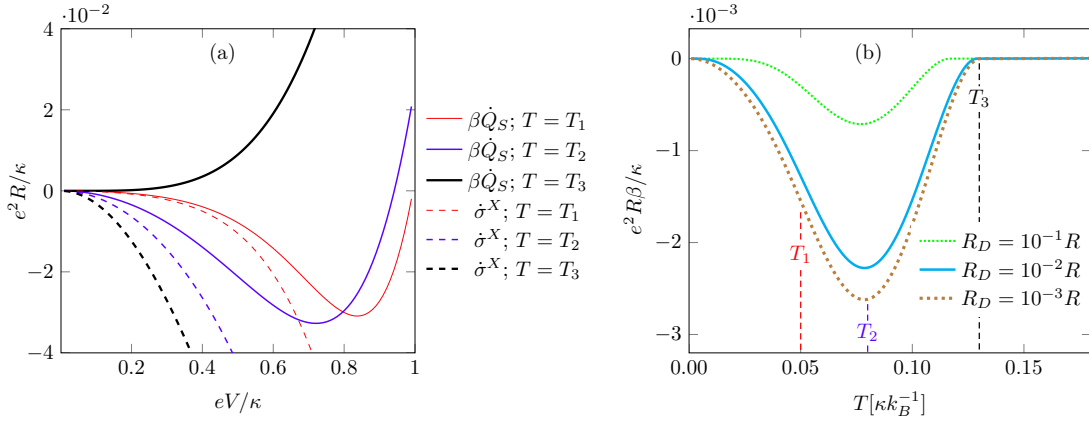 ·10⁻²
(a)
4
2
0
−2
−4
0.2 0.4 0.6 0.8 1
eV/κ
e²R/κ
βQ̇_S; T = T₁
βQ̇_S; T = T₂
βQ̇_S; T = T₃
σ̇^X; T = T₁
σ̇^X; T = T₂
σ̇^X; T = T₃
·10⁻³
(b)
0
−1
−2
−3
0.00 0.05 0.10 0.15
T[κk_B⁻¹]
e²Rβ/κ
T₃
T₁
T₂
R_D = 10⁻¹R
R_D = 10⁻²R
R_D = 10⁻³R